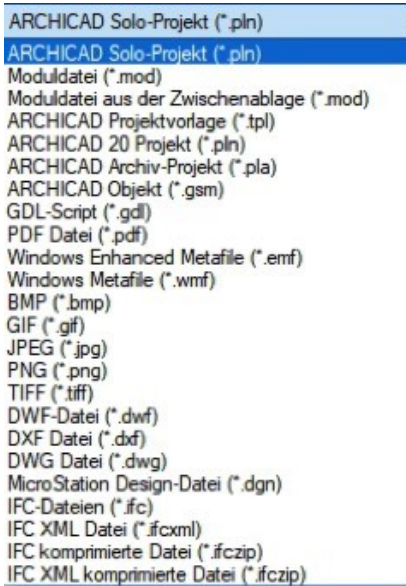 ARCHICAD Solo-Projekt (*.pln)
ARCHICAD Solo-Projekt (*.pln)
Moduldatei (*.mod)
Moduldatei aus der Zwischenablage (*.mod)
ARCHICAD Projektvorlage (*.tpl)
ARCHICAD 20 Projekt (*.pln)
ARCHICAD Archiv-Projekt (*.pla)
ARCHICAD Objekt (*.gsm)
GDL-Script (*.gdl)
PDF Datei (*.pdf)
Windows Enhanced Metafile (*.emf)
Windows Metafile (*.wmf)
BMP (*.bmp)
GIF (*.gif)
JPEG (*.jpg)
PNG (*.png)
TIFF (*.tiff)
DWF-Datei (*.dwf)
DXF Datei (*.dxf)
DWG Datei (*.dwg)
MicroStation Design-Datei (*.dgn)
IFC-Dateien (*.ifc)
IFC XML Datei (*.ifcxml)
IFC komprimierte Datei (*.ifczip)
IFC XML komprimierte Datei (*.ifczip)